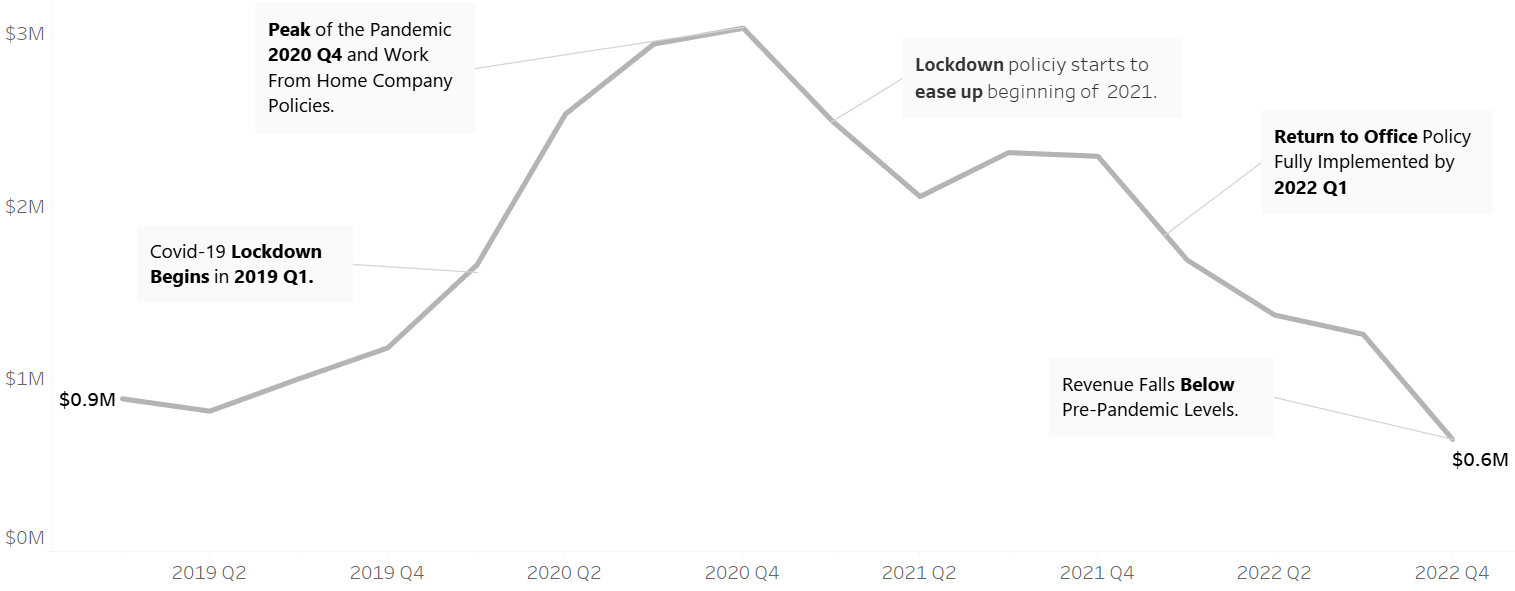 $3M
$2M
$1M
$0M
Peak of the Pandemic
2020 Q4 and Work
From Home Company
Policies.
Lockdown policiy starts to
ease up beginning of 2021.
Return to Office Policy
Fully Implemented by
2022 Q1
Covid-19 Lockdown
Begins in 2019 Q1.
Revenue Falls Below
Pre-Pandemic Levels.
$0.9M
$0.6M
2019 Q2
2019 Q4
2020 Q2
2020 Q4
2021 Q2
2021 Q4
2022 Q2
2022 Q4